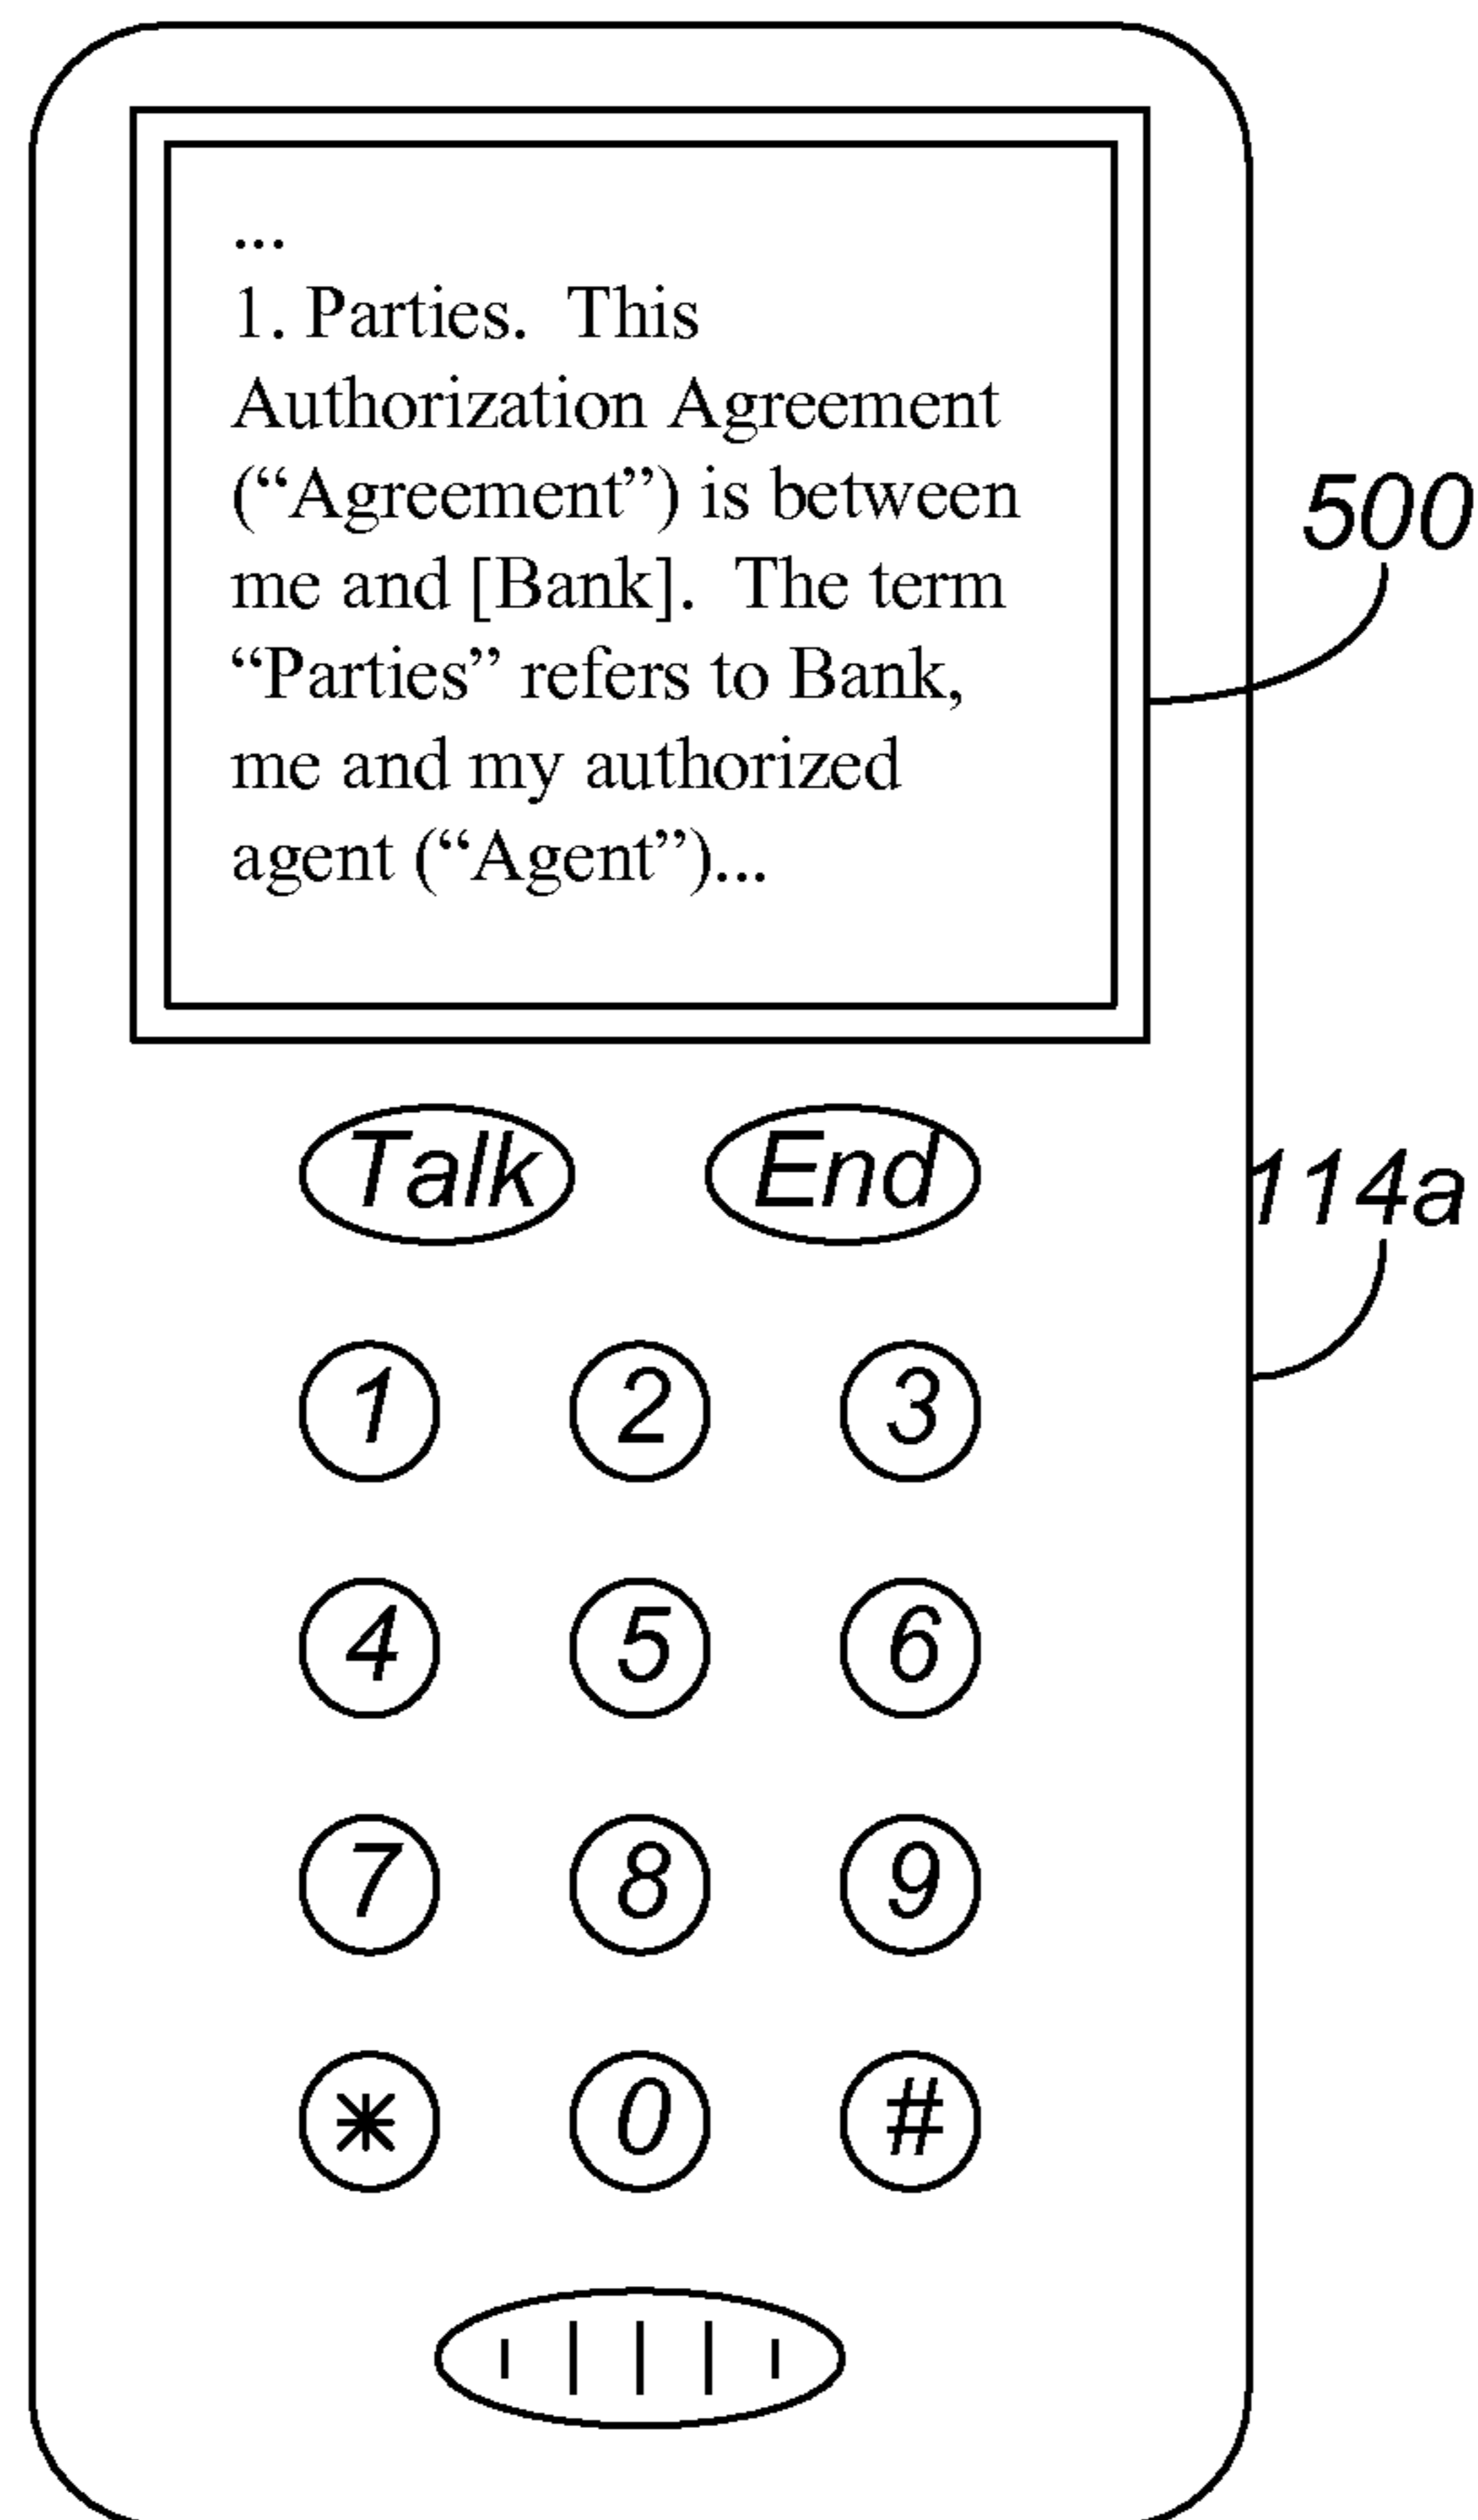 ...
1. Parties.  This
Authorization Agreement
(“Agreement”) is between
me and [Bank].  The term
“Parties” refers to Bank,
me and my authorized
agent (“Agent”)...
500
Talk End
114a
1 2 3
4 5 6
7 8 9
* 0 #